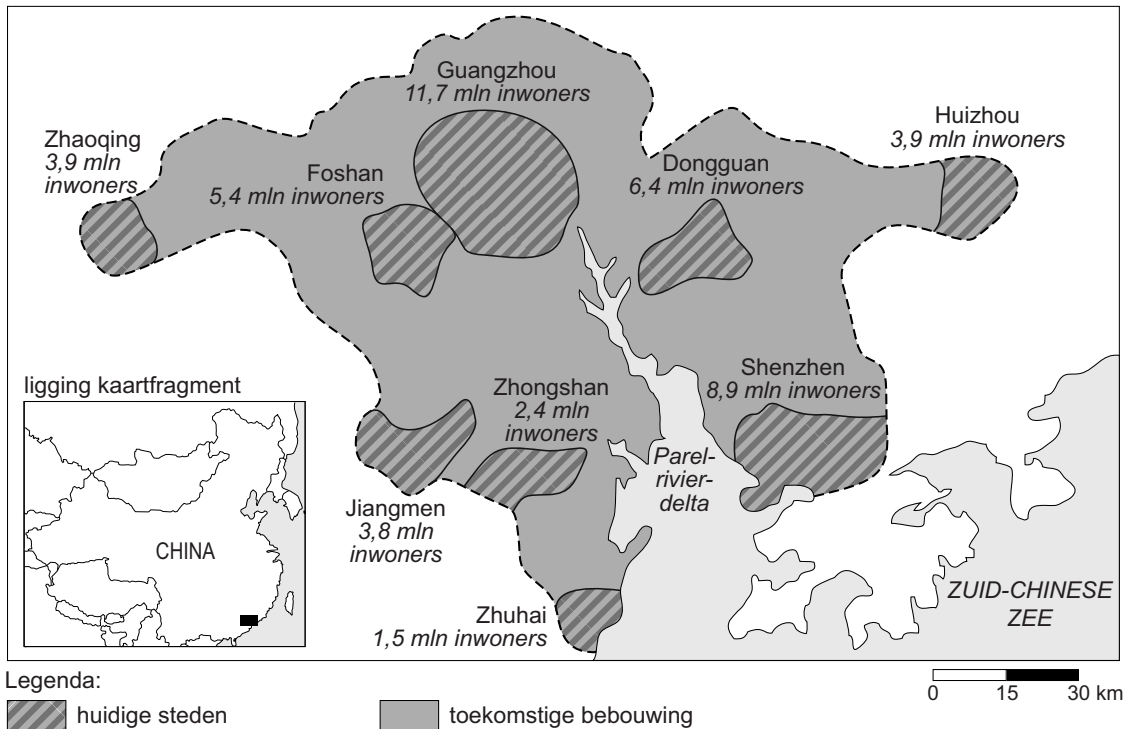 Guangzhou
11,7 mln inwoners
Zhaoqing
3,9 mln
inwoners
Foshan
5,4 mln inwoners
Dongguan
6,4 mln inwoners
Huizhou
3,9 mln inwoners
ligging kaartfragment
CHINA
Zhongshan
2,4 mln
inwoners
Shenzhen
8,9 mln inwoners
Parel-
rivier-
delta
Jiangmen
3,8 mln
inwoners
Zhuhai
1,5 mln inwoners
ZUID-CHINESE
ZEE
Legenda:
huidige steden
toekomstige bebouwing
0 15 30 km